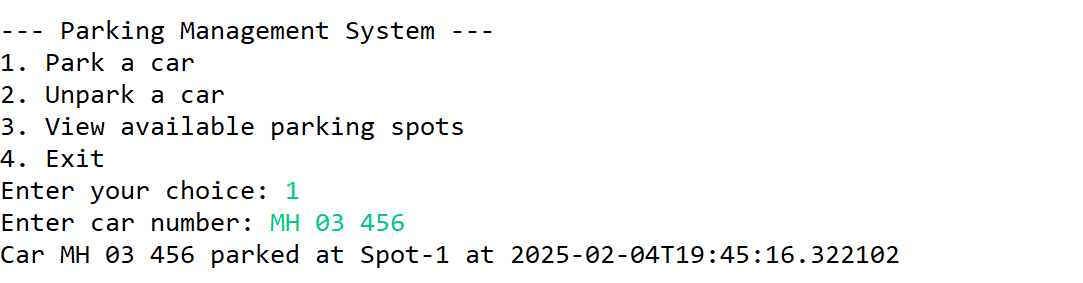 --- Parking Management System ---
1. Park a car
2. Unpark a car
3. View available parking spots
4. Exit
Enter your choice: 1
Enter car number: MH 03 456
Car MH 03 456 parked at Spot-1 at 2025-02-04T19:45:16.322102